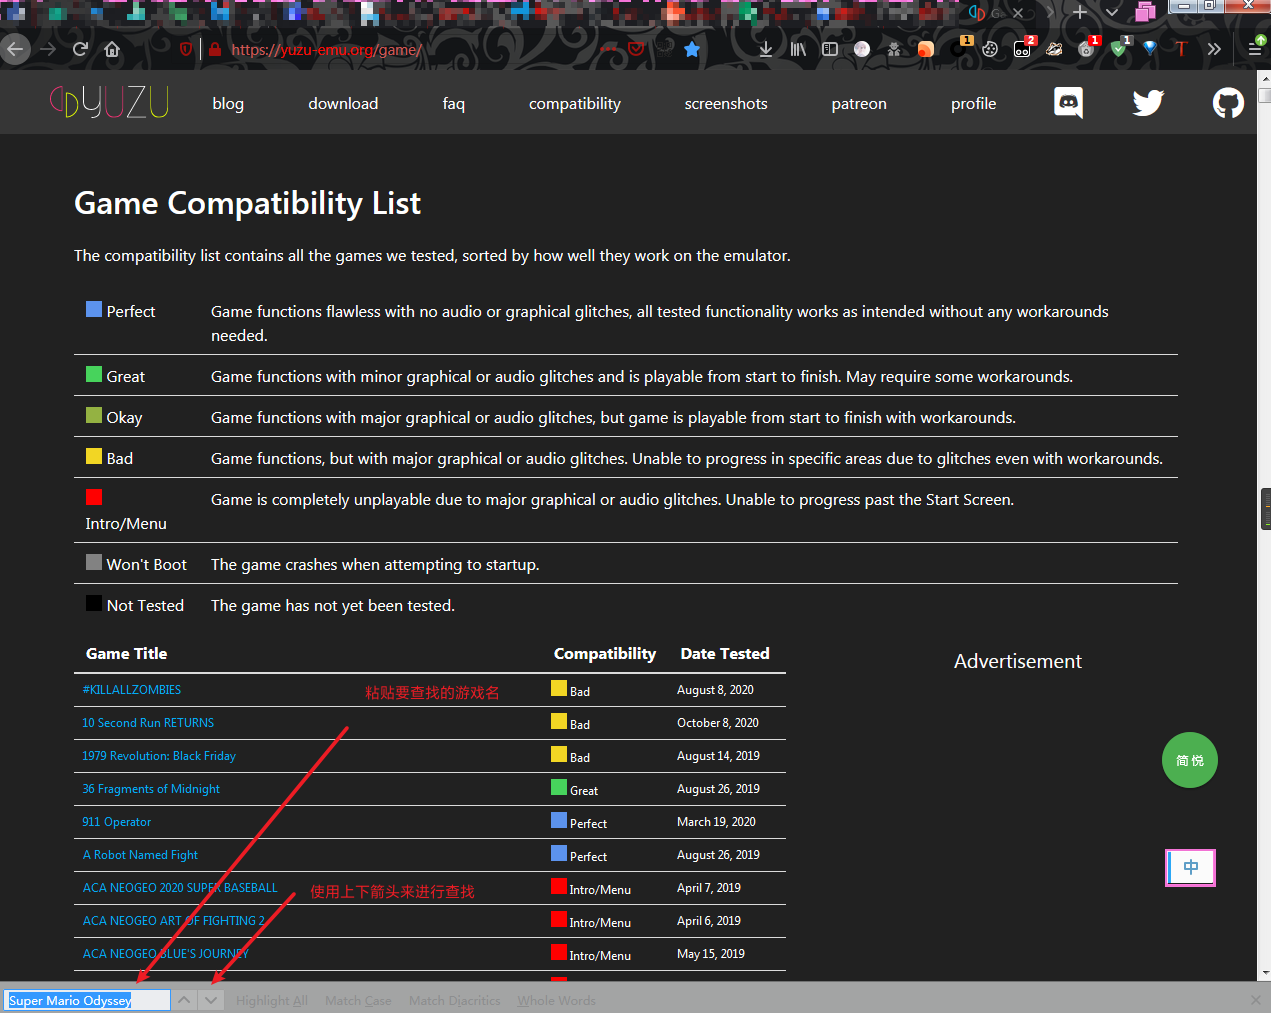 G
https://yuzu-emu.org/game/
1
2
1
1
T
YUZU
blog
download
faq
compatibility
screenshots
patreon
profile
Game Compatibility List
The compatibility list contains all the games we tested, sorted by how well they work on the emulator.
Perfect
Game functions flawless with no audio or graphical glitches, all tested functionality works as intended without any workarounds
needed.
Great
Game functions with minor graphical or audio glitches and is playable from start to finish. May require some workarounds.
Okay
Game functions with major graphical or audio glitches, but game is playable from start to finish with workarounds.
Bad
Game functions, but with major graphical or audio glitches. Unable to progress in specific areas due to glitches even with workarounds.
Intro/Menu
Game is completely unplayable due to major graphical or audio glitches. Unable to progress past the Start Screen.
Won't Boot
The game crashes when attempting to startup.
Not Tested
The game has not yet been tested.
Game Title Compatibility Date Tested
Advertisement
#KILLALLZOMBIES Bad August 8, 2020
粘贴要查找的游戏名
10 Second Run RETURNS Bad October 8, 2020
1979 Revolution: Black Friday Bad August 14, 2019
简悦
36 Fragments of Midnight Great August 26, 2019
911 Operator Perfect March 19, 2020
A Robot Named Fight Perfect August 26, 2019
中
ACA NEOGEO 2020 SUPER BASEBALL Intro/Menu April 7, 2019
使用上下箭头来进行查找
ACA NEOGEO ART OF FIGHTING 2 Intro/Menu April 6, 2019
ACA NEOGEO BLUE'S JOURNEY Intro/Menu May 15, 2019
Super Mario Odyssey
Highlight All
Match Case
Match Diacritics
Whole Words